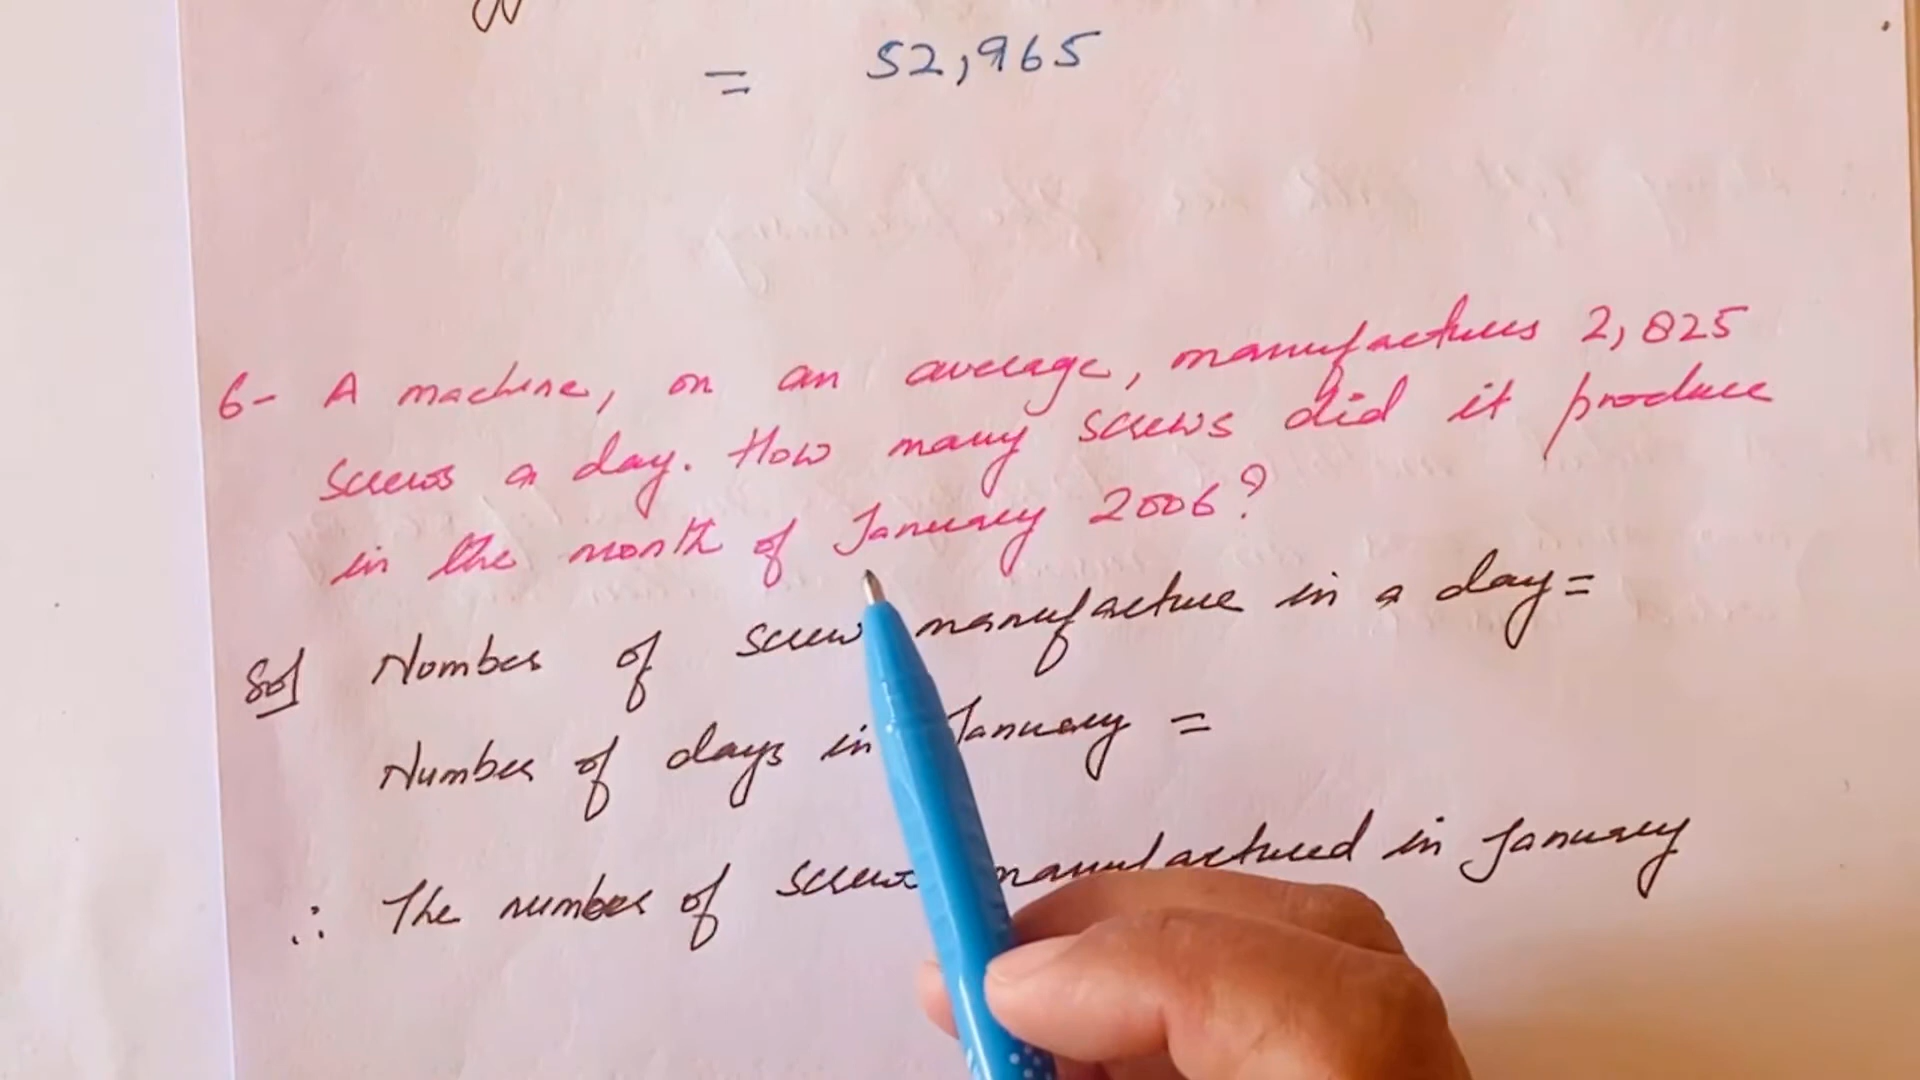 = 52,965
6- A machine, on an average, manufactures 2,825
screws a day. How many screws did it produce
in the month of January 2006?
Sol Number of screw manufacture in a day =
Number of days in January =
∴ The number of screw manufactured in January